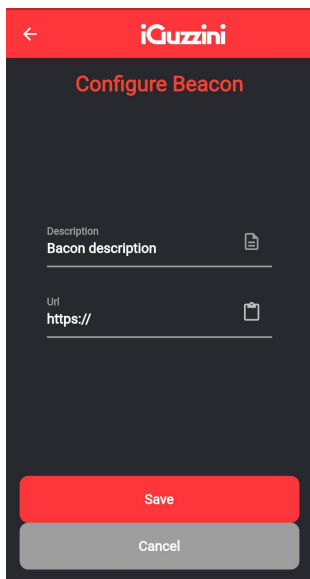 iGuzzini
Configure Beacon
Description
Bacon description
Url
https://
Save
Cancel